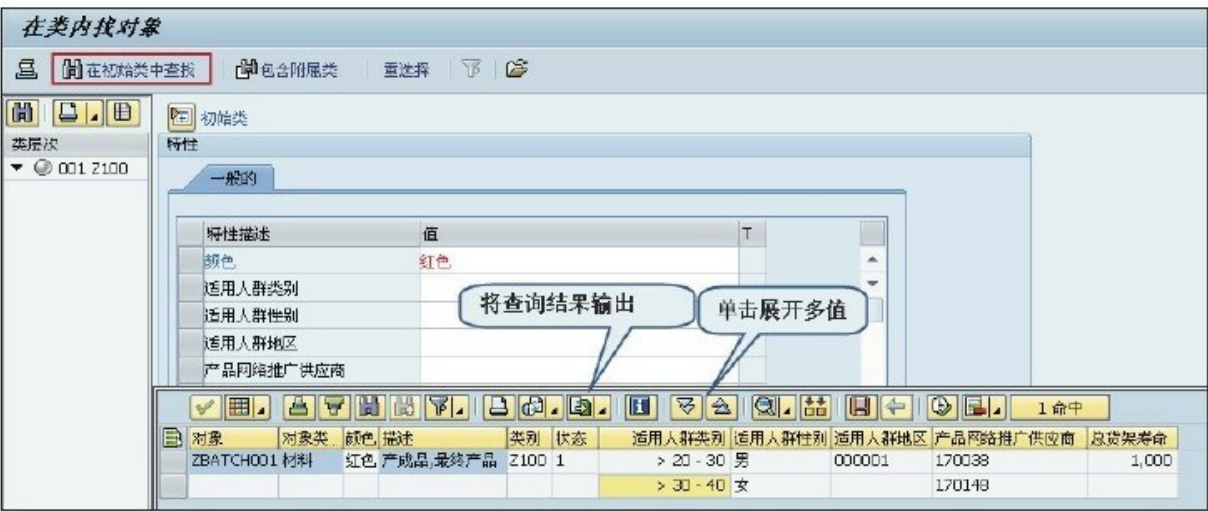 在类内找对象
在初始类中查找 包含附属类 重选择
初始类
类层次
001 Z100
特性
一般的
特性描述 值 T
颜色 红色
适用人群类别
适用人群性别
适用人群地区
产品网络推广供应商
将查询结果输出
单击展开多值
1 命中
对象 对象类 颜色 描述 类别 状态 适用人群类别 适用人群性别 适用人群地区 产品网络推广供应商 总货架寿命
ZBATCH001 材料 红色 产成品,最终产品 Z100 1 > 20 - 30 男 000001 170038 1,000
> 30 - 40 女 170148